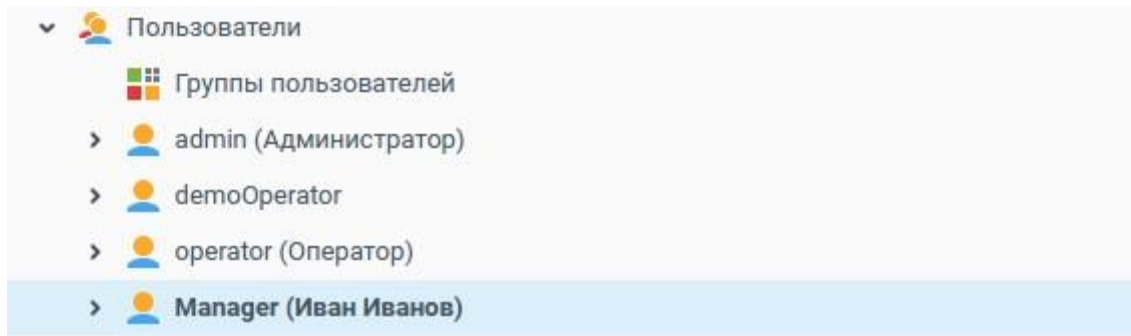 Пользователи
Группы пользователей
admin (Администратор)
demoOperator
operator (Оператор)
Manager (Иван Иванов)